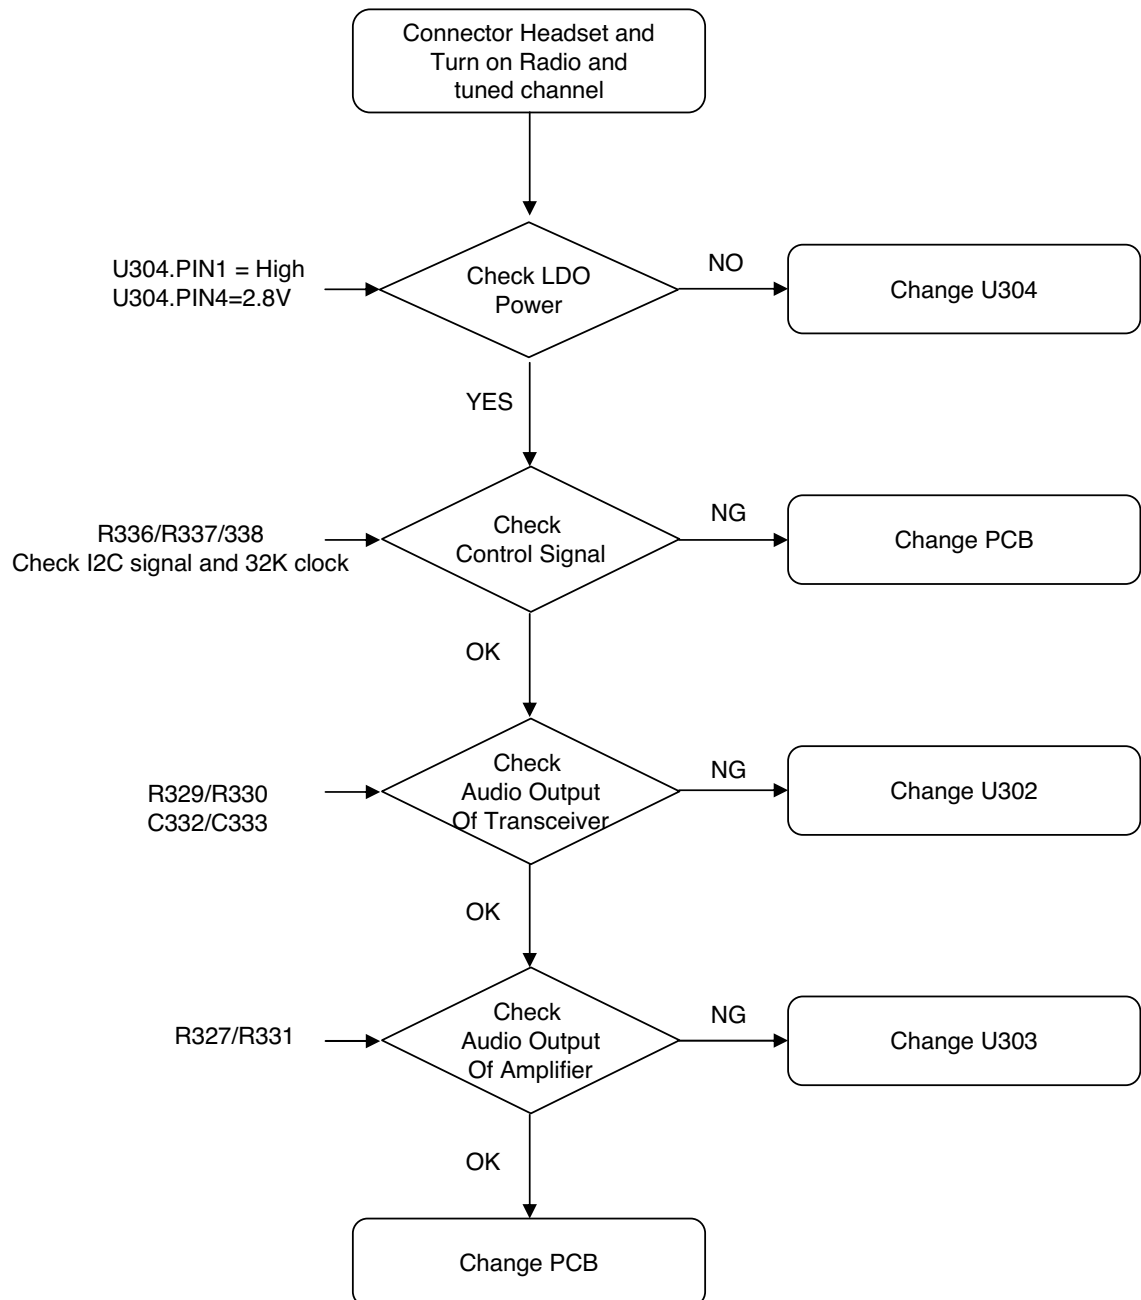 Connector Headset and
Turn on Radio and
tuned channel
U304.PIN1 = High
U304.PIN4=2.8V
Check LDO
Power
NO
Change U304
YES
R336/R337/338
Check I2C signal and 32K clock
Check
Control Signal
NG
Change PCB
OK
R329/R330
C332/C333
Check
Audio Output
Of Transceiver
NG
Change U302
OK
R327/R331
Check
Audio Output
Of Amplifier
NG
Change U303
OK
Change PCB